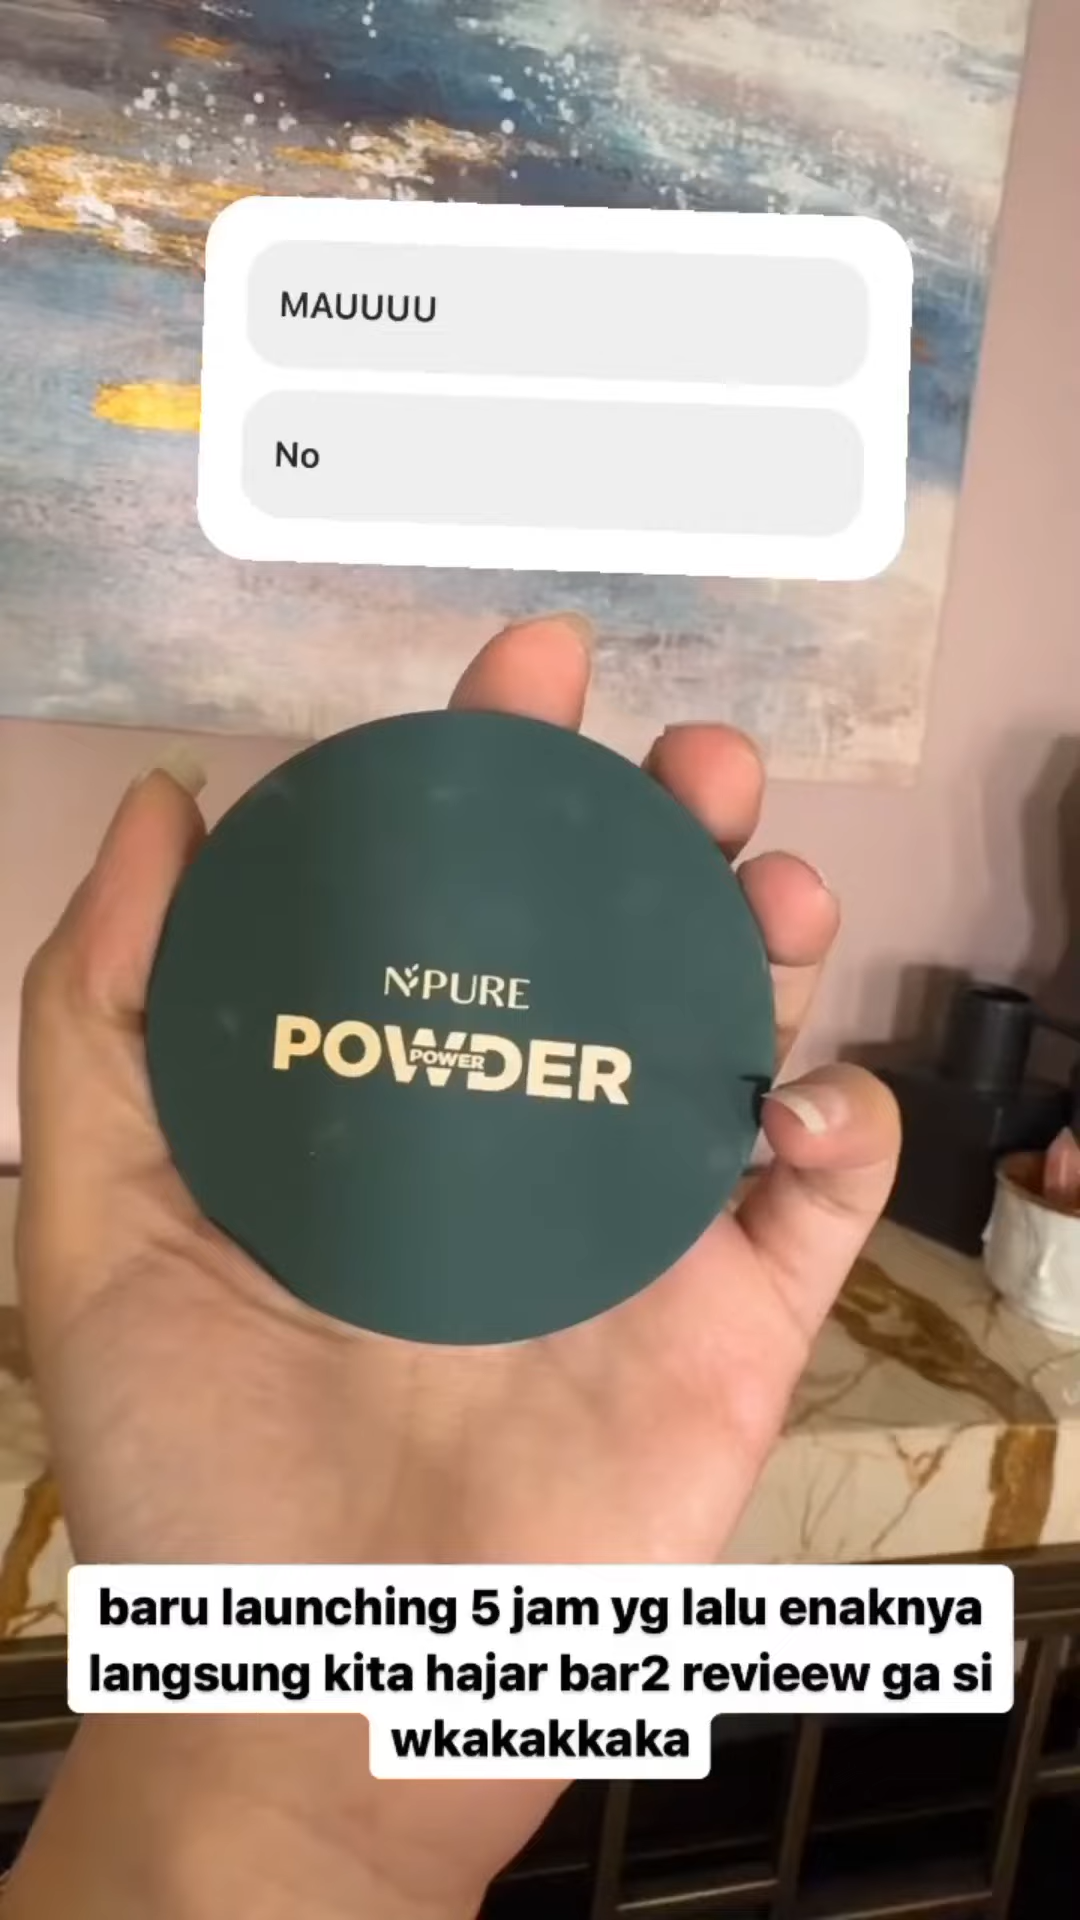 MAUUUU
No
N PURE
POWDER
POWER
baru launching 5 jam yg lalu enaknya
langsung kita hajar bar2 revieew ga si
wkakakkaka